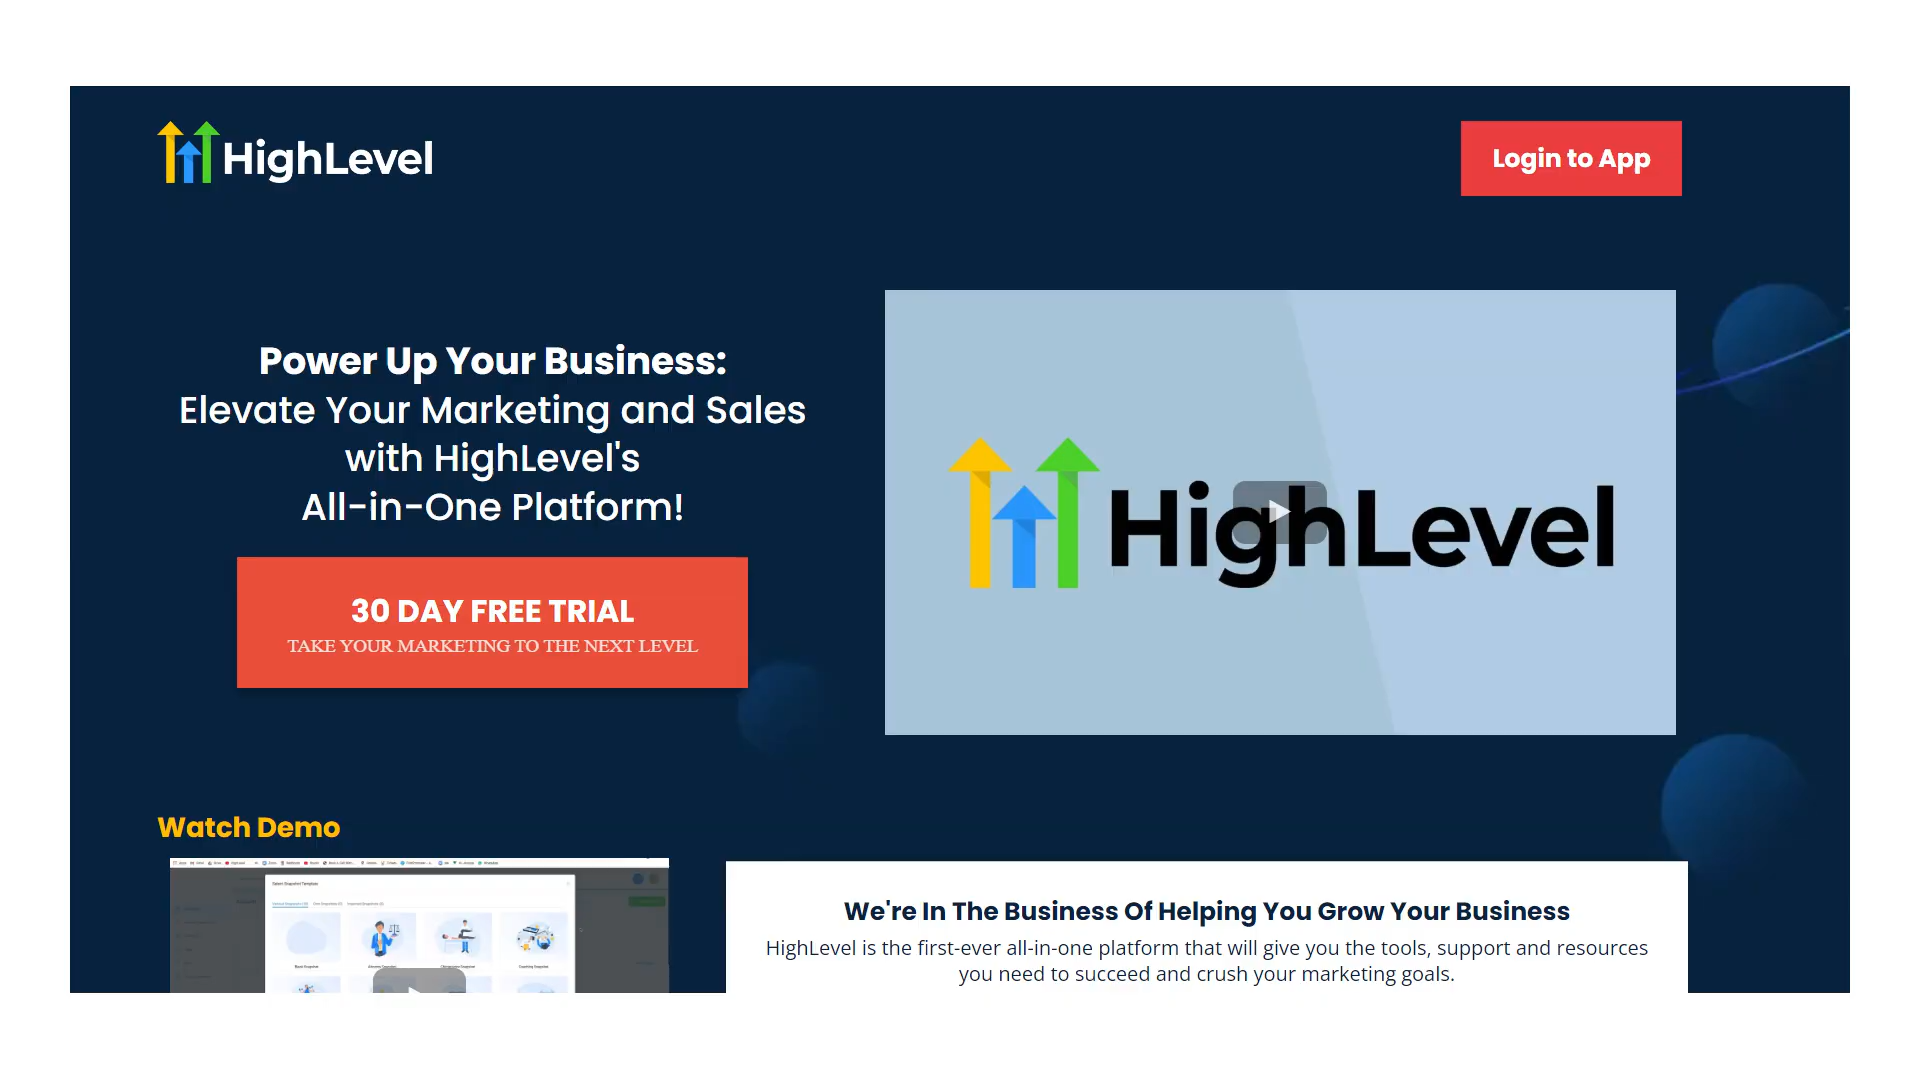 HighLevel
Login to App
Power Up Your Business:
Elevate Your Marketing and Sales
with HighLevel's
All-in-One Platform!
30 DAY FREE TRIAL
TAKE YOUR MARKETING TO THE NEXT LEVEL
HighLevel
Watch Demo
We're In The Business Of Helping You Grow Your Business
HighLevel is the first-ever all-in-one platform that will give you the tools, support and resources
you need to succeed and crush your marketing goals.